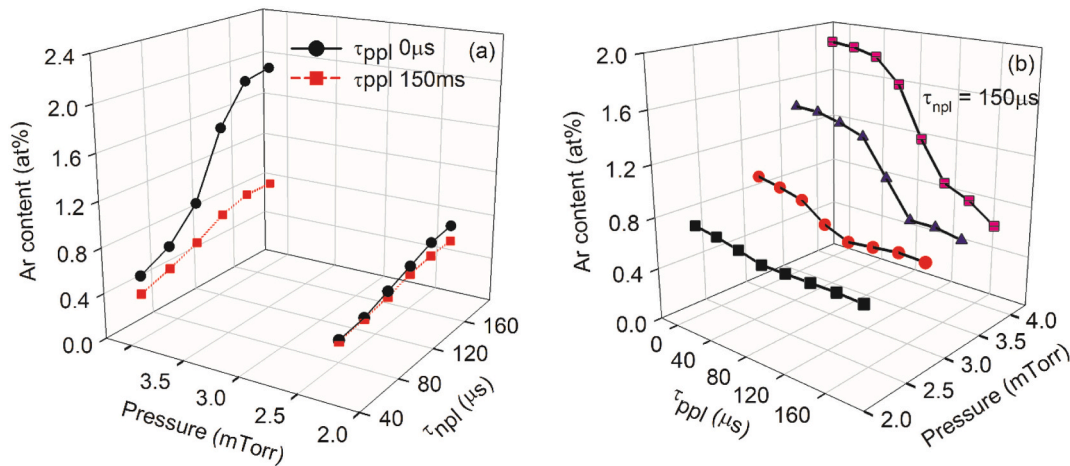 2.4
2.0
1.6
1.2
0.8
0.4
0.0
Ar content (at%)
τppl 0μs
τppl 150ms
(a)
3.5
3.0
2.5
2.0
Pressure (mTorr)
160
120
80
40
τnpl (μs)
2.0
1.6
1.2
0.8
0.4
0.0
Ar content (at%)
(b)
τnpl = 150μs
0
40
80
120
160
τppl (μs)
4.0
3.5
3.0
2.5
2.0
Pressure (mTorr)